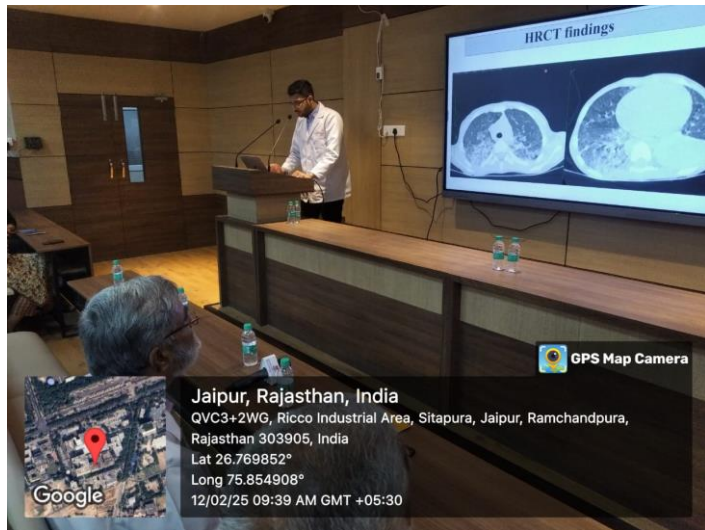 HRCT findings
GPS Map Camera
Jaipur, Rajasthan, India
QVC3+2WG, Ricco Industrial Area, Sitapura, Jaipur, Ramchandpura,
Rajasthan 303905, India
Lat 26.769852°
Long 75.854908°
12/02/25 09:39 AM GMT +05:30
Google